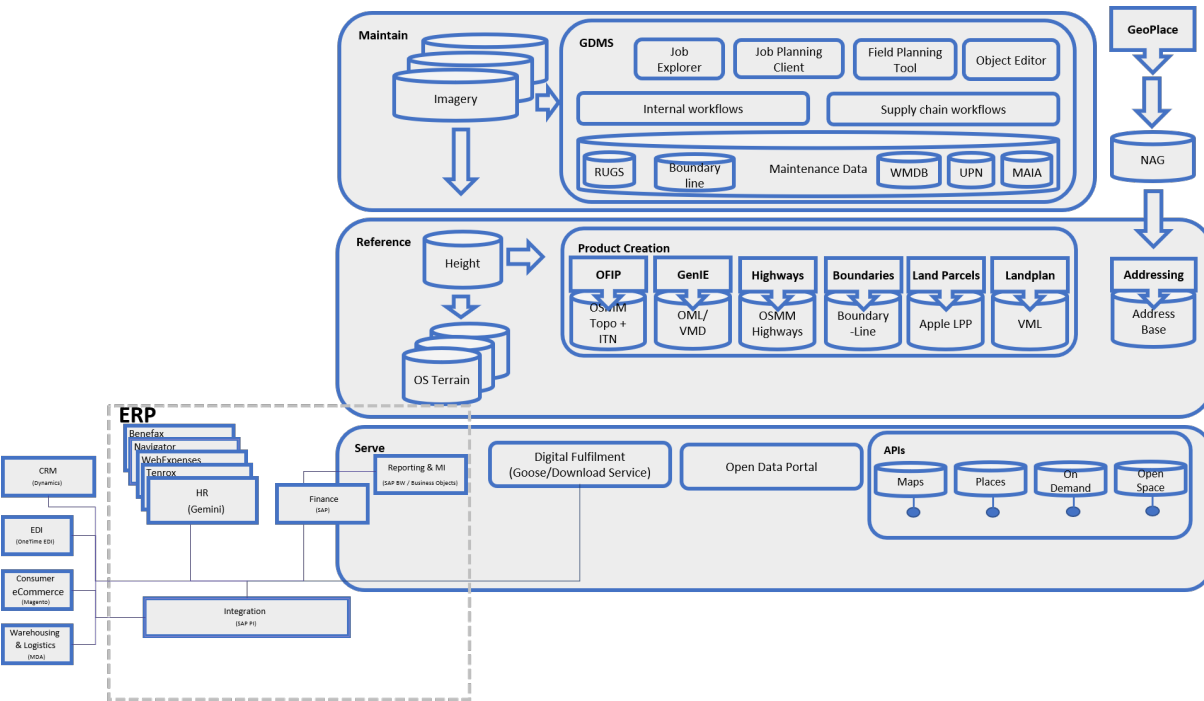 Maintain
Imagery
GDMS
Job
Explorer
Job Planning
Client
Field Planning
Tool
Object Editor
Internal workflows
Supply chain workflows
RUGS
Boundary
line
Maintenance Data
WMDB
UPN
MAIA
GeoPlace
NAG
Reference
Height
OS Terrain
Product Creation
OFIP
OSMM
Topo +
ITN
GenIE
OML/
VMD
Highways
OSMM
Highways
Boundaries
Boundary
-Line
Land Parcels
Apple LPP
Landplan
VML
Addressing
Address
Base
ERP
Benefax
Navigator
WebExpenses
Tenrox
HR
(Gemini)
Finance
(SAP)
Reporting & MI
(SAP BW / Business Objects)
Integration
(SAP PI)
CRM
(Dynamics)
EDI
(OneTime EDI)
Consumer
eCommerce
(Magento)
Warehousing
& Logistics
(MDA)
Serve
Digital Fulfilment
(Goose/Download Service)
Open Data Portal
APIs
Maps
Places
On
Demand
Open
Space